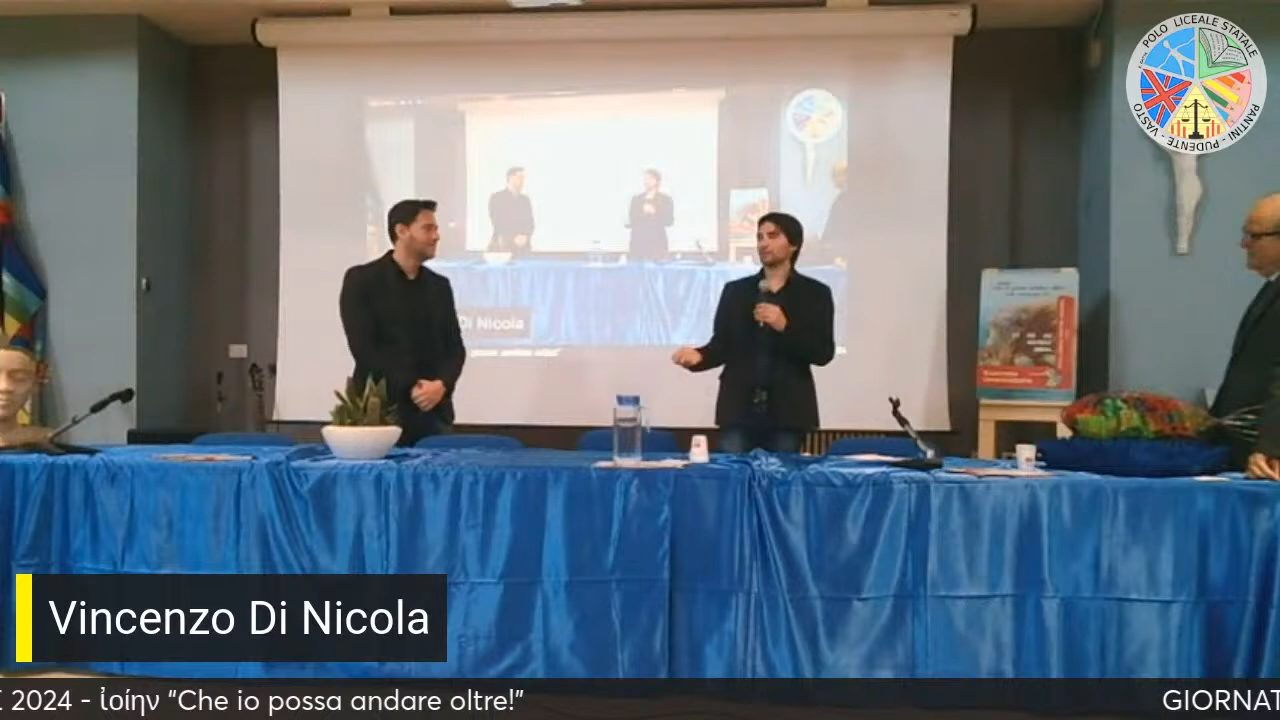 POLO LICEALE STATALE
PANTINI - PUDENTE - VASTO
Di Nicola
Vincenzo Di Nicola
E 2024 - ἰοίην “Che io possa andare oltre!”
GIORNAT